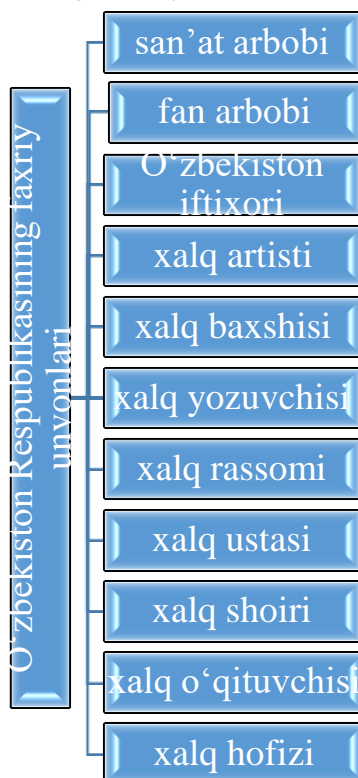 O‘zbekiston Respublikasining faxriy
unvonlari
san’at arbobi
fan arbobi
O‘zbekiston
iftixori
xalq artisti
xalq baxshisi
xalq yozuvchisi
xalq rassomi
xalq ustasi
xalq shoiri
xalq o‘qituvchisi
xalq hofizi